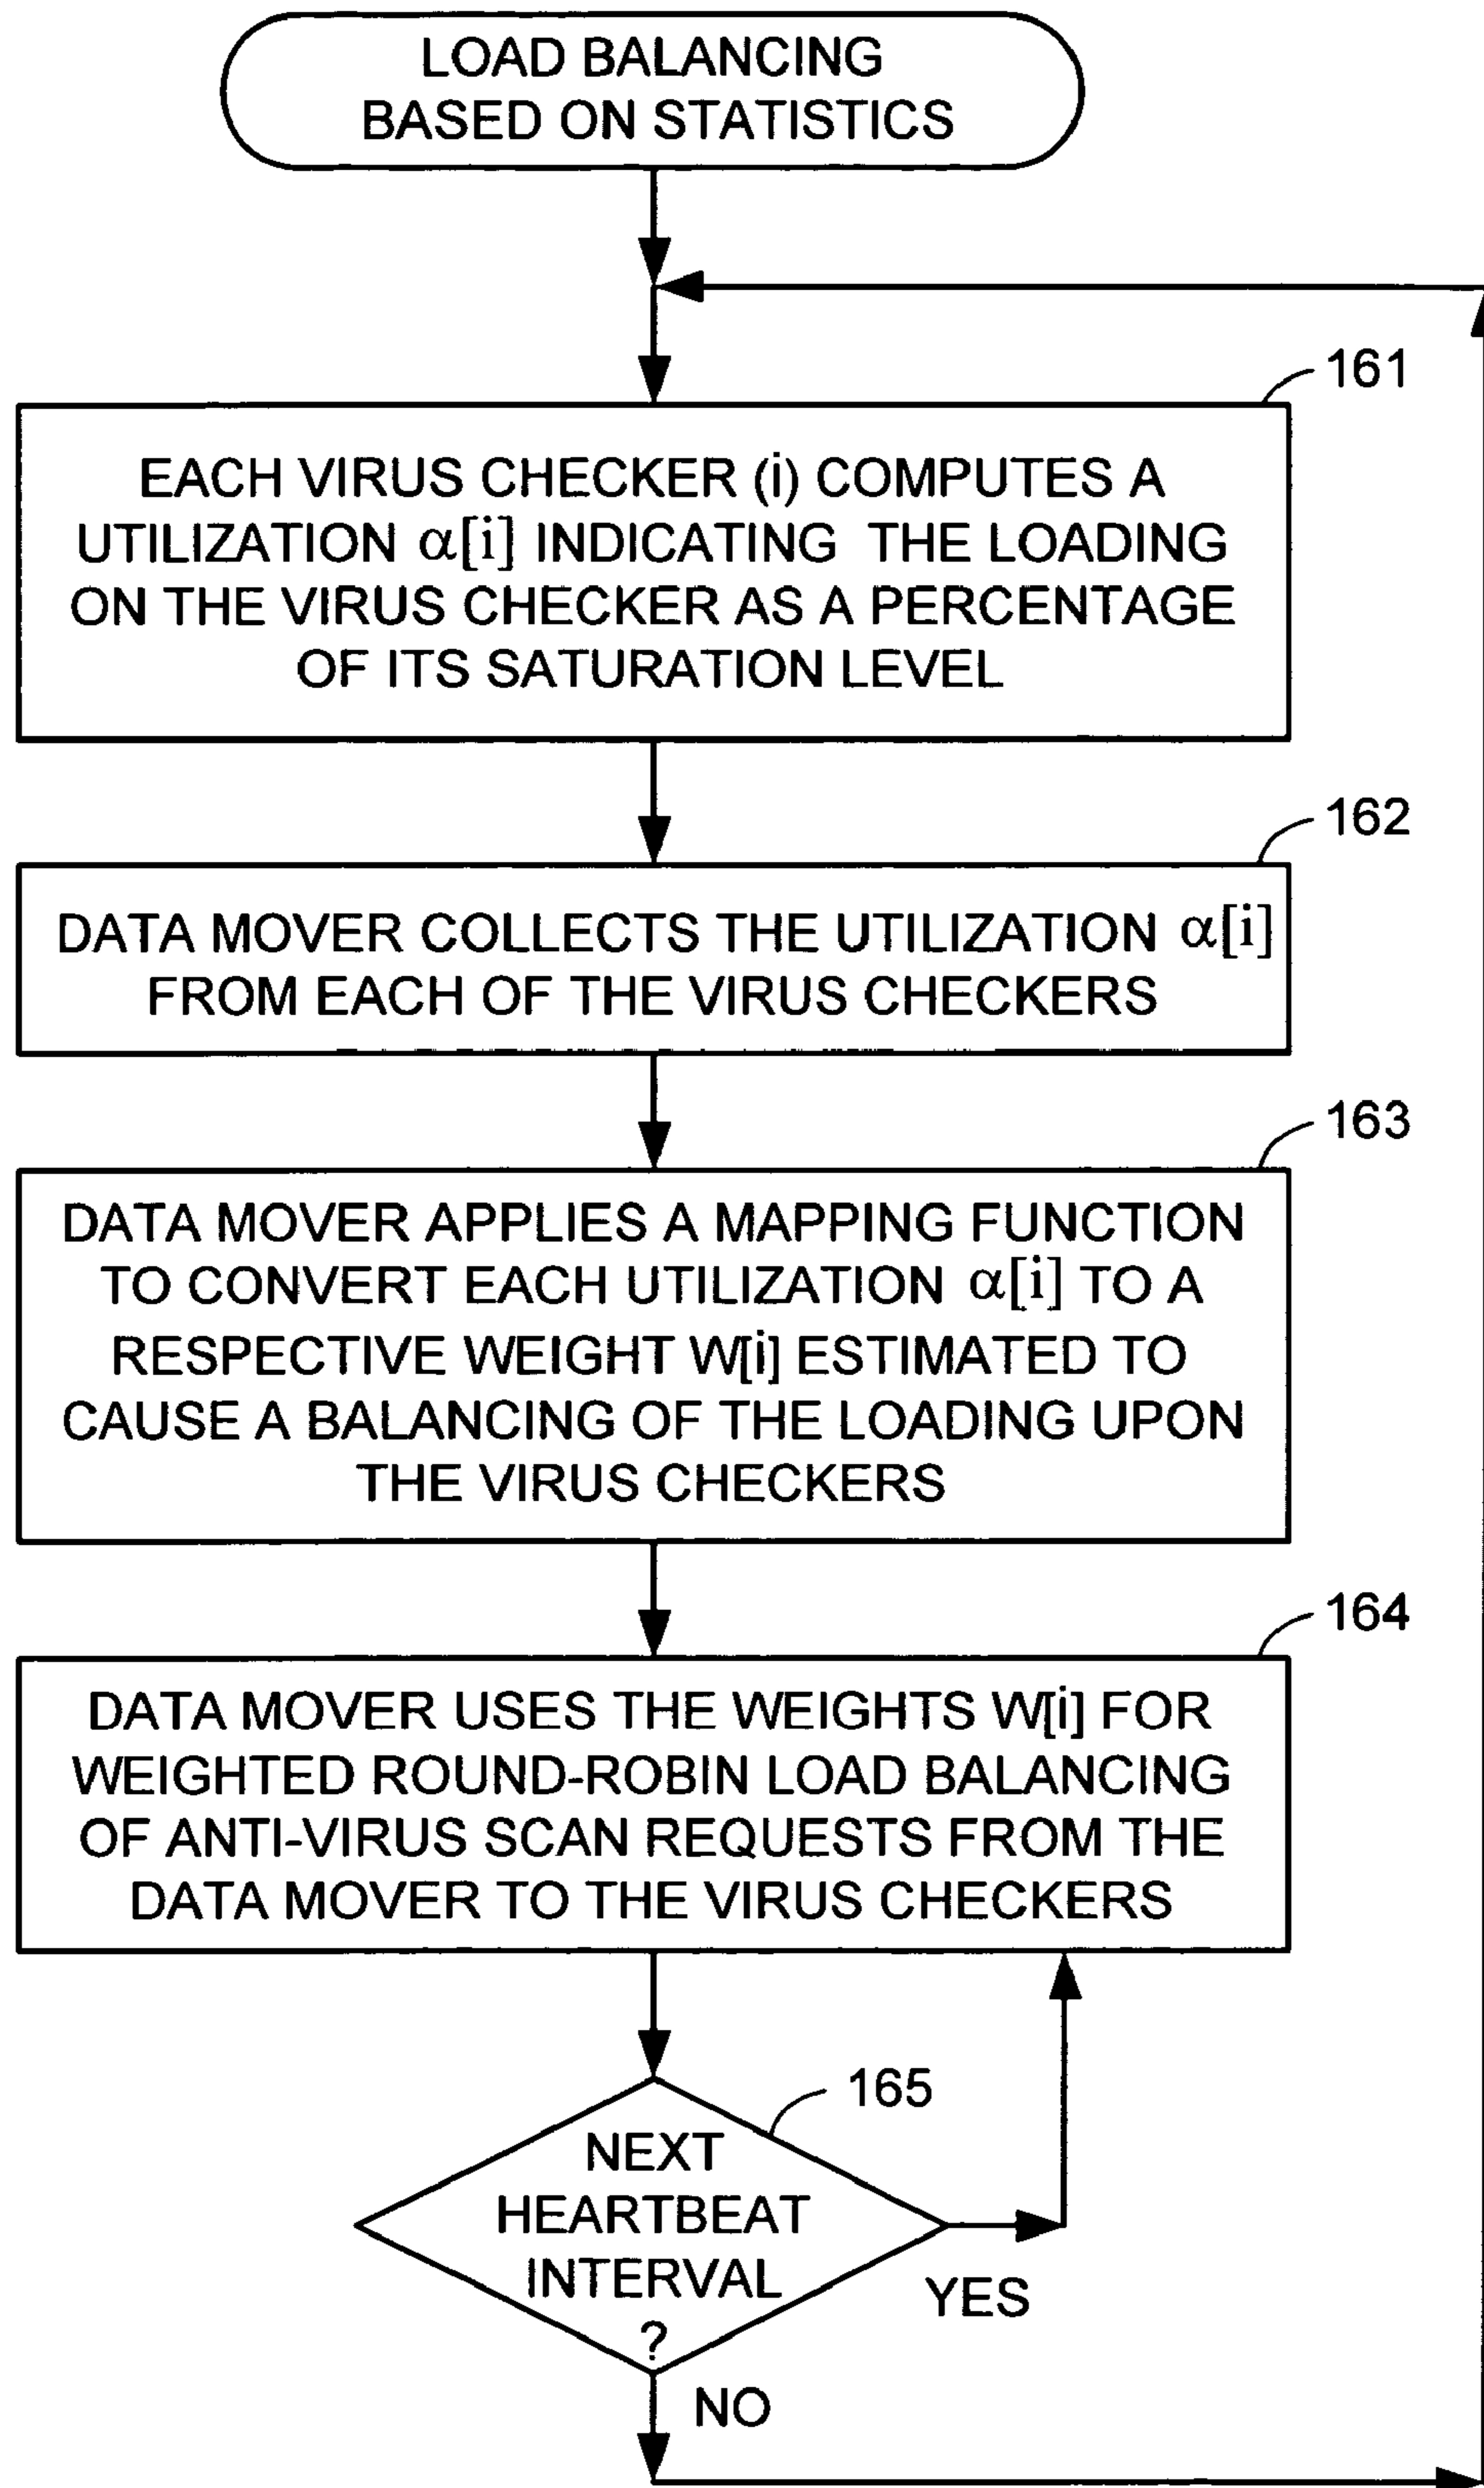 LOAD BALANCING
BASED ON STATISTICS
161
EACH VIRUS CHECKER (i) COMPUTES A
UTILIZATION α[i] INDICATING THE LOADING
ON THE VIRUS CHECKER AS A PERCENTAGE
OF ITS SATURATION LEVEL
162
DATA MOVER COLLECTS THE UTILIZATION α[i]
FROM EACH OF THE VIRUS CHECKERS
163
DATA MOVER APPLIES A MAPPING FUNCTION
TO CONVERT EACH UTILIZATION α[i] TO A
RESPECTIVE WEIGHT W[i] ESTIMATED TO
CAUSE A BALANCING OF THE LOADING UPON
THE VIRUS CHECKERS
164
DATA MOVER USES THE WEIGHTS W[i] FOR
WEIGHTED ROUND-ROBIN LOAD BALANCING
OF ANTI-VIRUS SCAN REQUESTS FROM THE
DATA MOVER TO THE VIRUS CHECKERS
165
NEXT
HEARTBEAT
INTERVAL
?
YES
NO